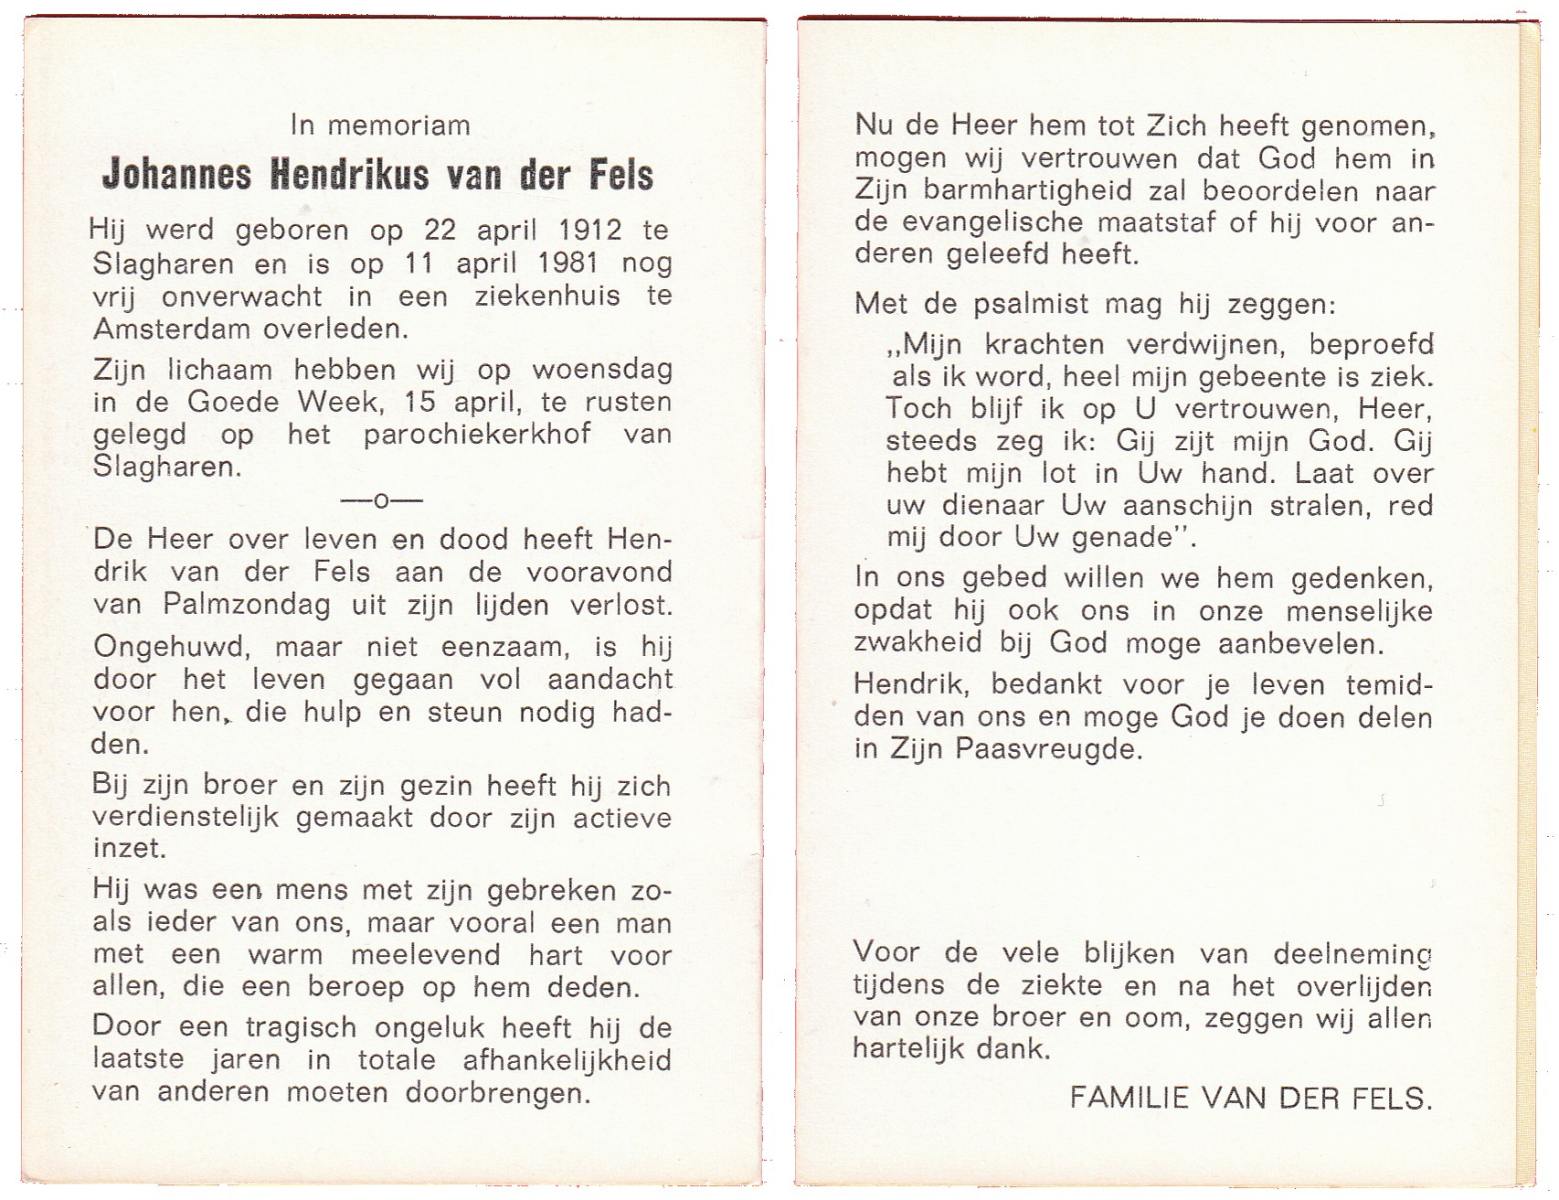 In memoriam
Johannes Hendrikus van der Fels
Hij werd geboren op 22 april 1912 te
Slagharen en is op 11 april 1981 nog
vrij onverwacht in een ziekenhuis te
Amsterdam overleden.
Zijn lichaam hebben wij op woensdag
in de Goede Week, 15 april, te rusten
gelegd op het parochiekerkhof van
Slagharen.
—o—
De Heer over leven en dood heeft Hen-
drik van der Fels aan de vooravond
van Palmzondag uit zijn lijden verlost.
Ongehuwd, maar niet eenzaam, is hij
door het leven gegaan vol aandacht
voor hen, die hulp en steun nodig had-
den.
Bij zijn broer en zijn gezin heeft hij zich
verdienstelijk gemaakt door zijn actieve
inzet.
Hij was een mens met zijn gebreken zo-
als ieder van ons, maar vooral een man
met een warm meelevend hart voor
allen, die een beroep op hem deden.
Door een tragisch ongeluk heeft hij de
laatste jaren in totale afhankelijkheid
van anderen moeten doorbrengen.
Nu de Heer hem tot Zich heeft genomen,
mogen wij vertrouwen dat God hem in
Zijn barmhartigheid zal beoordelen naar
de evangelische maatstaf of hij voor an-
deren geleefd heeft.
Met de psalmist mag hij zeggen:
„Mijn krachten verdwijnen, beproefd
als ik word, heel mijn gebeente is ziek.
Toch blijf ik op U vertrouwen, Heer,
steeds zeg ik: Gij zijt mijn God. Gij
hebt mijn lot in Uw hand. Laat over
uw dienaar Uw aanschijn stralen, red
mij door Uw genade”.
In ons gebed willen we hem gedenken,
opdat hij ook ons in onze menselijke
zwakheid bij God moge aanbevelen.
Hendrik, bedankt voor je leven temid-
den van ons en moge God je doen delen
in Zijn Paasvreugde.
Voor de vele blijken van deelneming
tijdens de ziekte en na het overlijden
van onze broer en oom, zeggen wij allen
hartelijk dank.
FAMILIE VAN DER FELS.